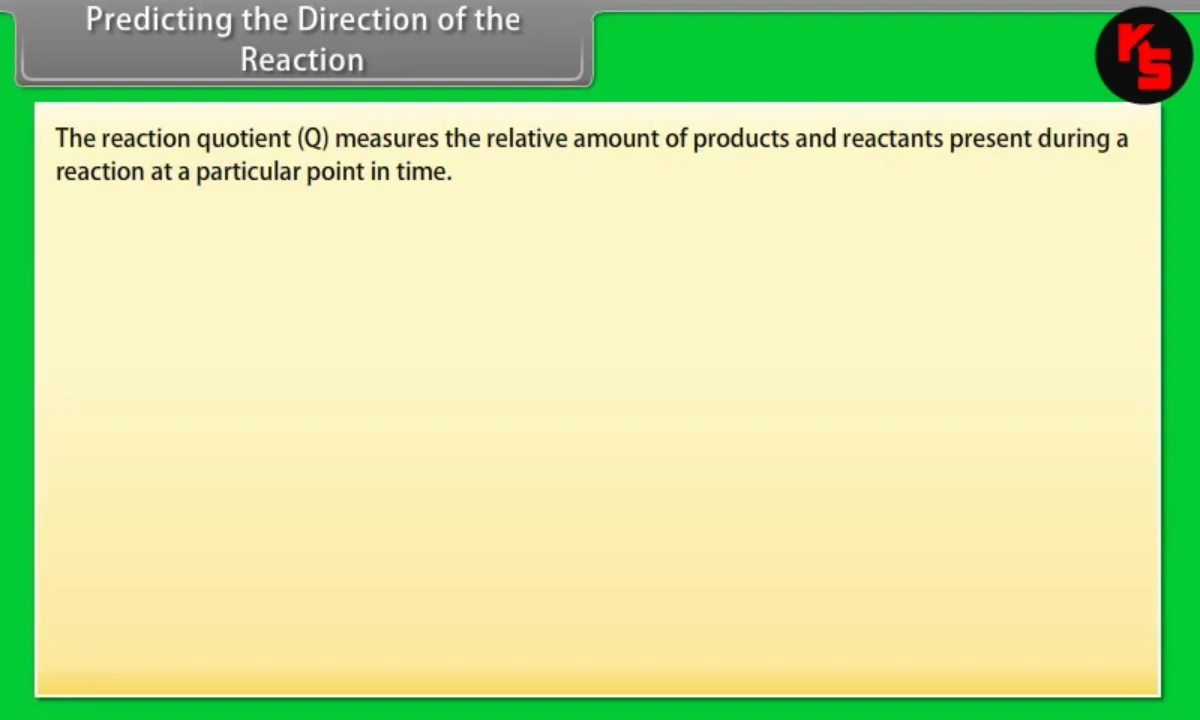 Predicting the Direction of the
Reaction
KS
The reaction quotient (Q) measures the relative amount of products and reactants present during a
reaction at a particular point in time.